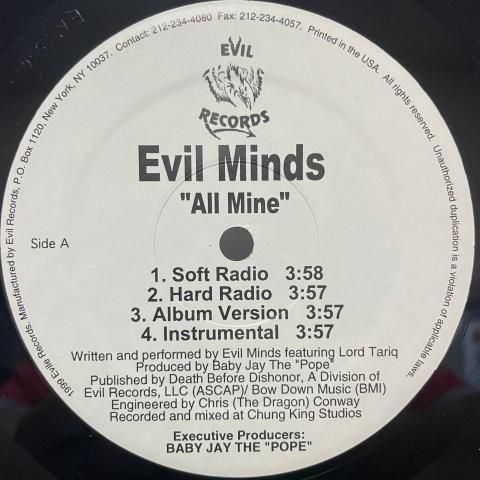 1999 Evile Records. Manufactured by Evil Records, P.O. Box 1120, New York, NY 10037. Contact: 212-234-4060 Fax: 212-234-4057. Printed in the USA. All rights reserved. Unauthorized duplication is a violation of applicable laws.
EVIL
RECORDS
Evil Minds
"All Mine"
Side A
1. Soft Radio 3:58
2. Hard Radio 3:57
3. Album Version 3:57
4. Instrumental 3:57
Written and performed by Evil Minds featuring Lord Tariq
Produced by Baby Jay The "Pope"
Published by Death Before Dishonor, A Division of
Evil Records, LLC (ASCAP)/ Bow Down Music (BMI)
Engineered by Chris (The Dragon) Conway
Recorded and mixed at Chung King Studios
Executive Producers:
BABY JAY THE "POPE"